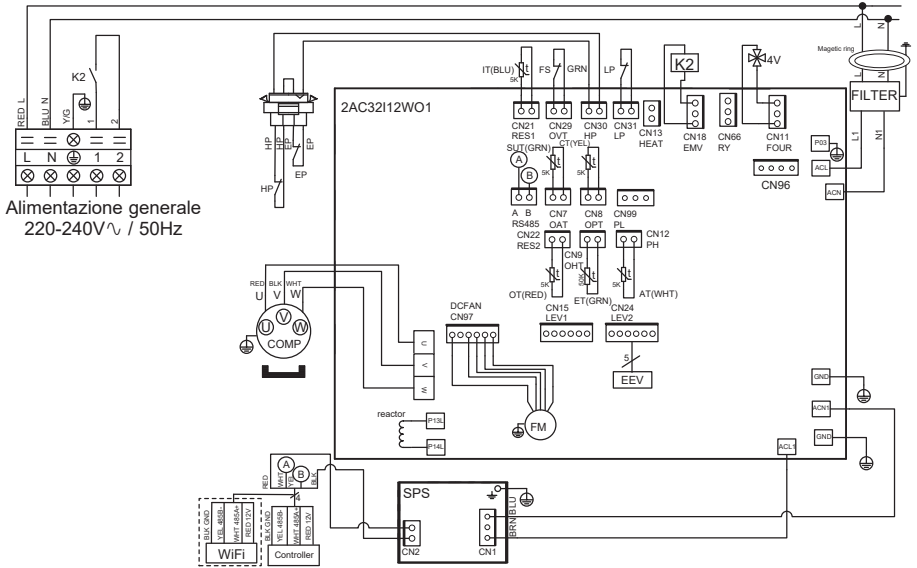 RED L
BLU N
Y/G
K2
1
2
L N 1 2
Alimentazione generale
220-240V / 50Hz
HP
HP
EP
EP
HP
EP
2AC32I12WO1
IT(BLU)
5K
t
FS
GRN
LP
K2
4V
Magetic ring
L
N
L
N
FILTER
L1
N1
CN21
RES1
CN29
OVT
CN30
HP
CN31
LP
CN13
HEAT
CN18
EMV
CN66
RY
CN11
FOUR
P03
ACL
ACN
CN96
SUT(GRN)
CT(YEL)
A
B
t
5K
t
5K
A B
RS485
CN7
OAT
CN8
OPT
CN99
PL
CN22
RES2
CN9
OHT
CN12
PH
t
5K
t
50K
t
5K
OT(RED)
ET(GRN)
AT(WHT)
RED BLK WHT
U V W
U
V
W
COMP
U
V
W
DCFAN
CN97
CN15
LEV1
CN24
LEV2
5
EEV
FM
reactor
P13L
P14L
GND
ACN1
GND
ACL1
RED
WHT
YEL
BLK
A
B
4
BLK GND
YEL 485B-
WHT 485A+
RED 12V
WiFi
BLK GND
YEL 485B-
WHT 485A+
RED 12V
Controller
SPS
CN2
CN1
BRN
BLU